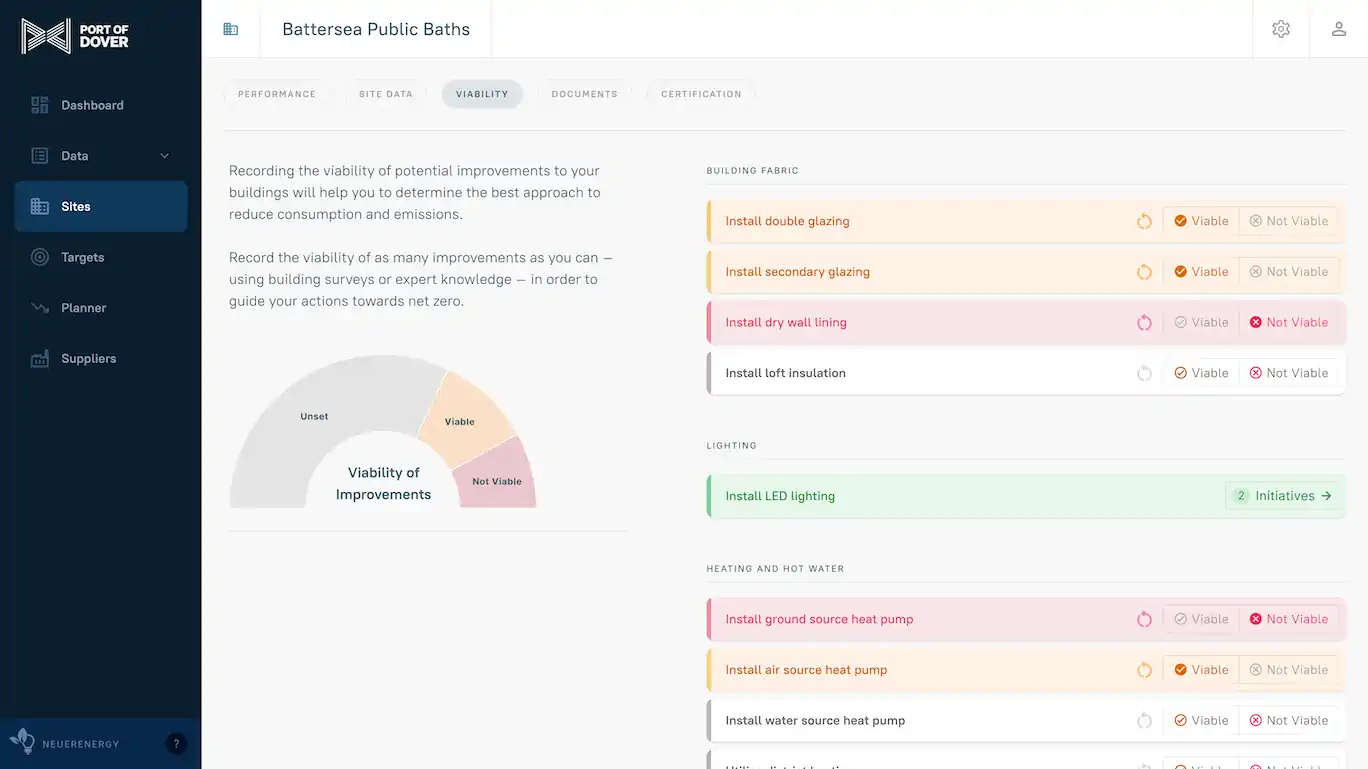 PORT OF
DOVER
Battersea Public Baths
Dashboard
Data
Sites
Targets
Planner
Suppliers
NEUERENERGY
?
PERFORMANCE
SITE DATA
VIABILITY
DOCUMENTS
CERTIFICATION
Recording the viability of potential improvements to your
buildings will help you to determine the best approach to
reduce consumption and emissions.
Record the viability of as many improvements as you can –
using building surveys or expert knowledge – in order to
guide your actions towards net zero.
Unset
Viable
Not Viable
Viability of
Improvements
BUILDING FABRIC
Install double glazing Viable Not Viable
Install secondary glazing Viable Not Viable
Install dry wall lining Viable Not Viable
Install loft insulation Viable Not Viable
LIGHTING
Install LED lighting 2 Initiatives →
HEATING AND HOT WATER
Install ground source heat pump Viable Not Viable
Install air source heat pump Viable Not Viable
Install water source heat pump Viable Not Viable